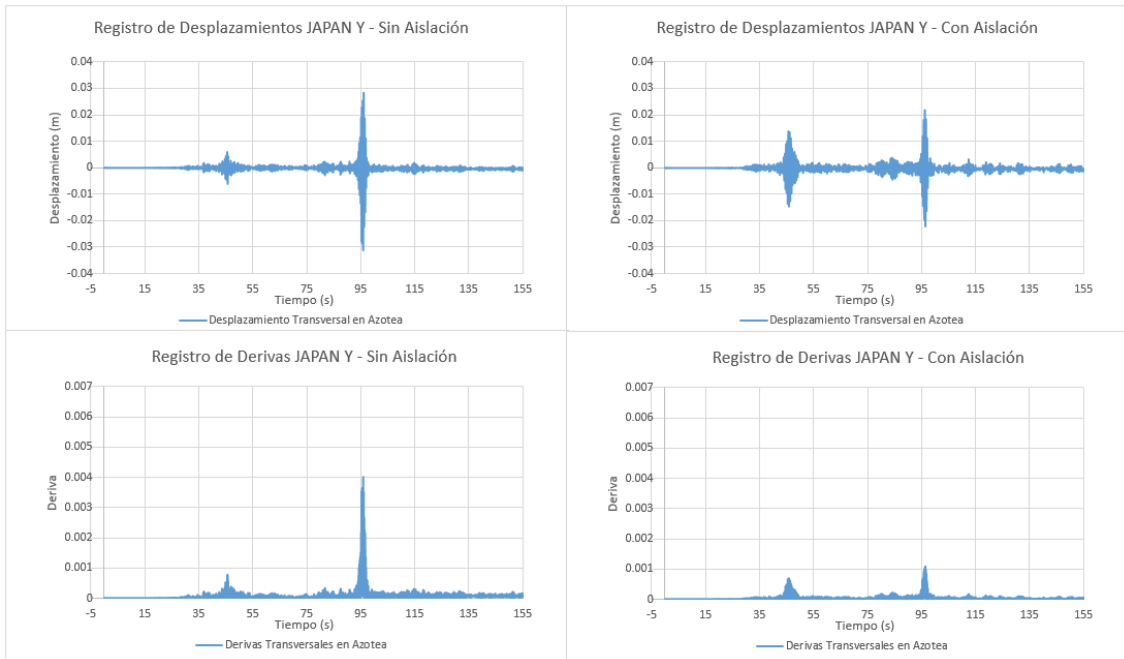 Registro de Desplazamientos JAPAN Y - Sin Aislación
0.04
0.03
0.02
0.01
0
-0.01
-0.02
-0.03
-0.04
Desplazamiento (m)
-5 15 35 55 75 95 115 135 155
Tiempo (s)
Desplazamiento Transversal en Azotea
Registro de Desplazamientos JAPAN Y - Con Aislación
0.04
0.03
0.02
0.01
0
-0.01
-0.02
-0.03
-0.04
Desplazamiento (m)
-5 15 35 55 75 95 115 135 155
Tiempo (s)
Desplazamiento Transversal en Azotea
Registro de Derivas JAPAN Y - Sin Aislación
0.007
0.006
0.005
0.004
0.003
0.002
0.001
0
Deriva
-5 15 35 55 75 95 115 135 155
Tiempo (s)
Derivas Transversales en Azotea
Registro de Derivas JAPAN Y - Con Aislación
0.007
0.006
0.005
0.004
0.003
0.002
0.001
0
Deriva
-5 15 35 55 75 95 115 135 155
Tiempo (s)
Derivas Transversales en Azotea